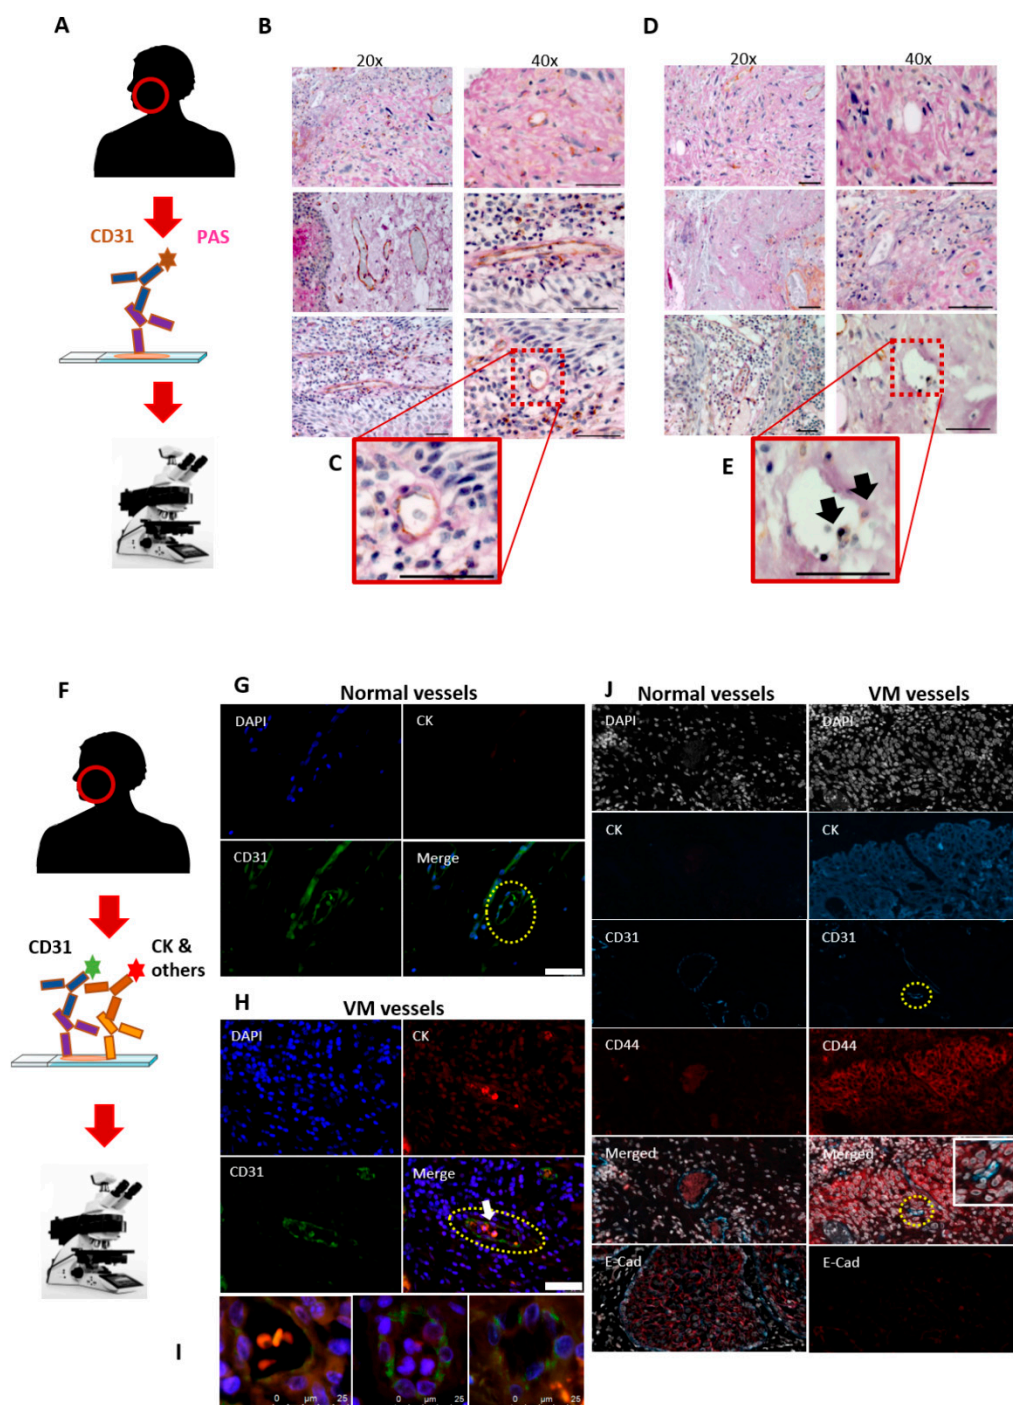 A
B
D
20x
40x
20x
40x
CD31
PAS
C
E
F
G
Normal vessels
DAPI
CK
CD31
Merge
J
Normal vessels
VM vessels
DAPI
DAPI
CK
CK
CD31
CD31
CD44
CD44
Merged
Merged
E-Cad
E-Cad
CD31
CK &
others
H
VM vessels
DAPI
CK
CD31
Merge
I
0 µm 25
0 µm 25
0 µm 25